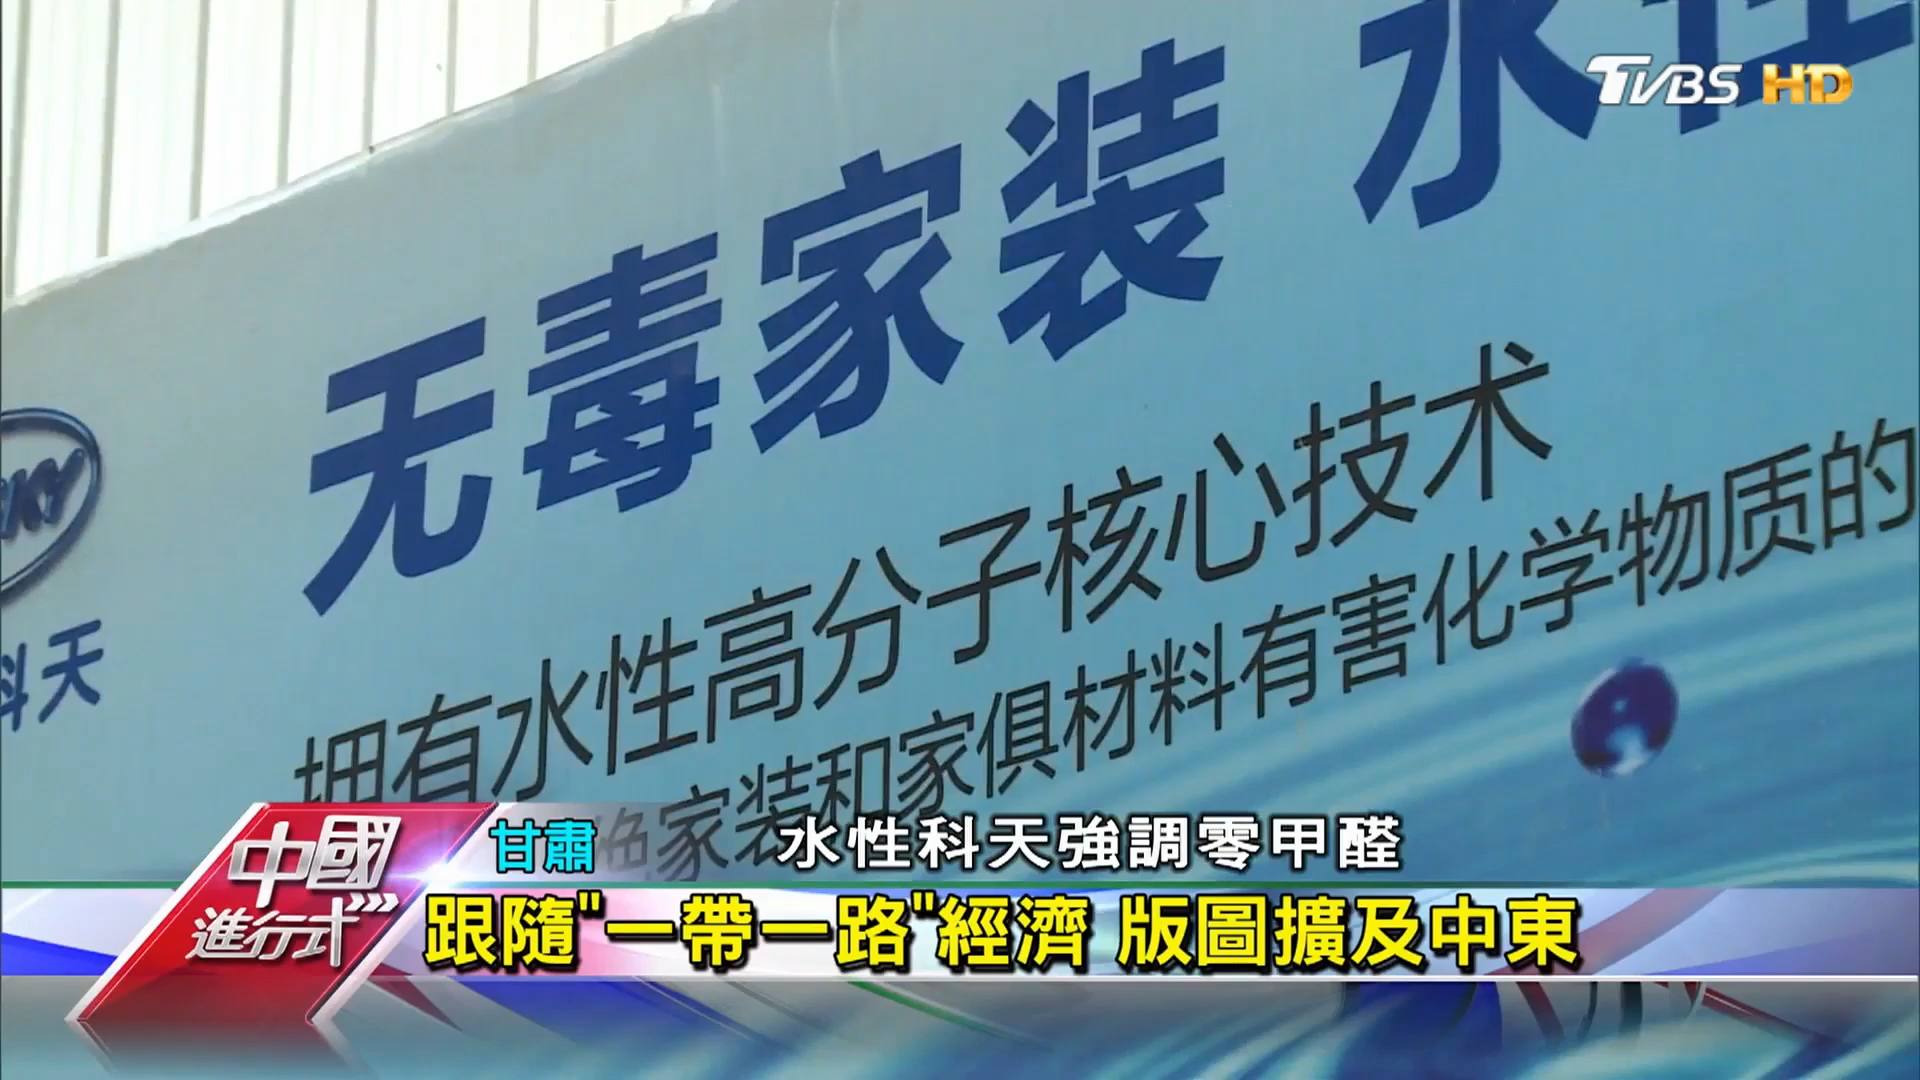 TVBS HD
无毒家装 水性
科天
拥有水性高分子核心技术
家装和家俱材料有害化学物质的
中國進行式
甘肅
水性科天強調零甲醛
跟隨"一帶一路"經濟 版圖擴及中東